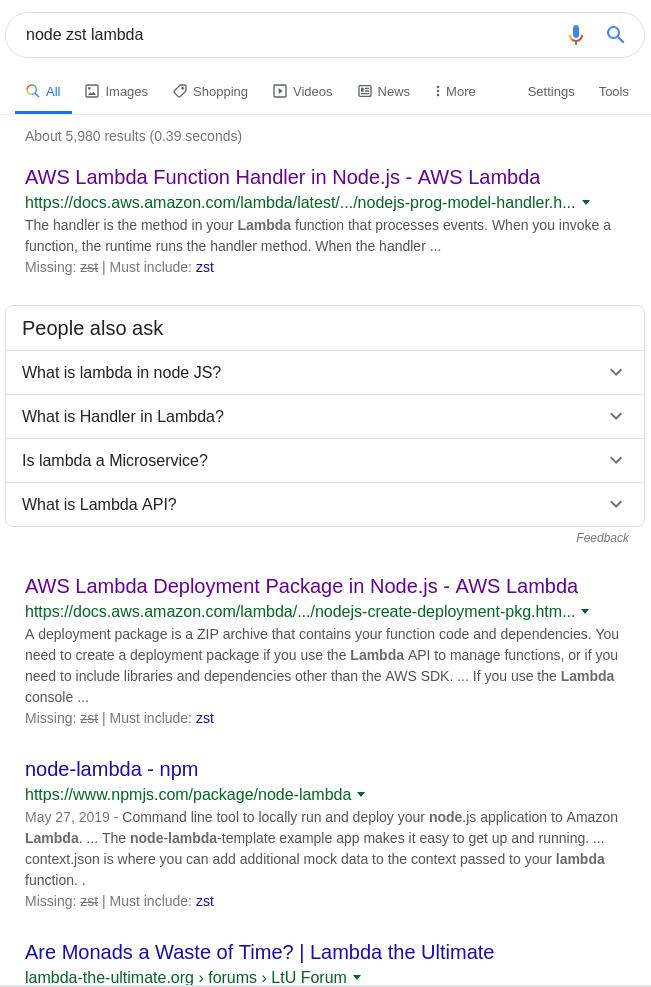 node zst lambda
All Images Shopping Videos News More Settings Tools
About 5,980 results (0.39 seconds)
AWS Lambda Function Handler in Node.js - AWS Lambda
https://docs.aws.amazon.com/lambda/latest/.../nodejs-prog-model-handler.h...
The handler is the method in your Lambda function that processes events. When you invoke a
function, the runtime runs the handler method. When the handler ...
Missing: zst | Must include: zst
People also ask
What is lambda in node JS?
What is Handler in Lambda?
Is lambda a Microservice?
What is Lambda API?
Feedback
AWS Lambda Deployment Package in Node.js - AWS Lambda
https://docs.aws.amazon.com/lambda/.../nodejs-create-deployment-pkg.htm...
A deployment package is a ZIP archive that contains your function code and dependencies. You
need to create a deployment package if you use the Lambda API to manage functions, or if you
need to include libraries and dependencies other than the AWS SDK. ... If you use the Lambda
console ...
Missing: zst | Must include: zst
node-lambda - npm
https://www.npmjs.com/package/node-lambda
May 27, 2019 - Command line tool to locally run and deploy your node.js application to Amazon
Lambda. ... The node-lambda-template example app makes it easy to get up and running. ...
context.json is where you can add additional mock data to the context passed to your lambda
function. .
Missing: zst | Must include: zst
Are Monads a Waste of Time? | Lambda the Ultimate
lambda-the-ultimate.org › forums › LtU Forum